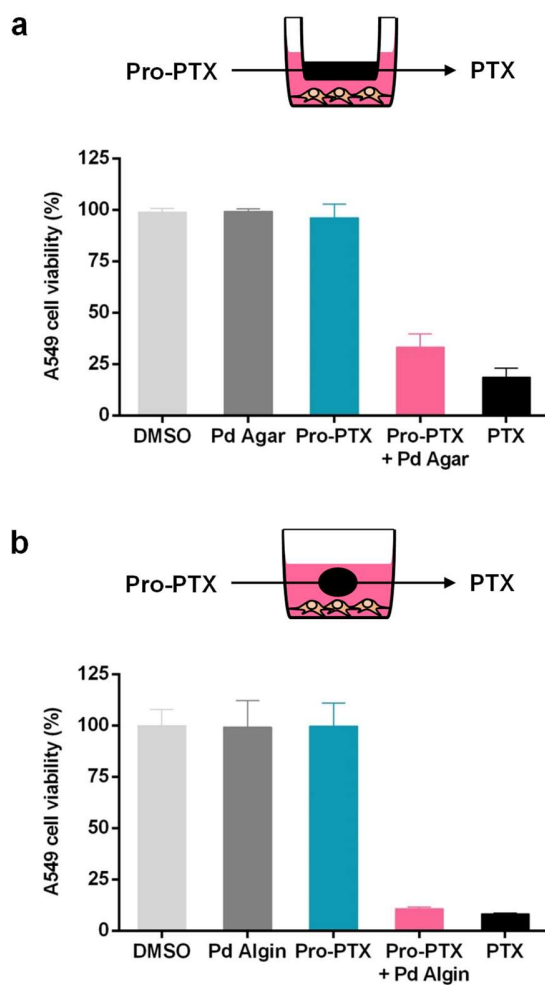 a
Pro-PTX
PTX
A549 cell viability (%)
125
100
75
50
25
0
DMSO
Pd Agar
Pro-PTX
Pro-PTX
+ Pd Agar
PTX
b
Pro-PTX
PTX
A549 cell viability (%)
125
100
75
50
25
0
DMSO
Pd Algin
Pro-PTX
Pro-PTX
+ Pd Algin
PTX